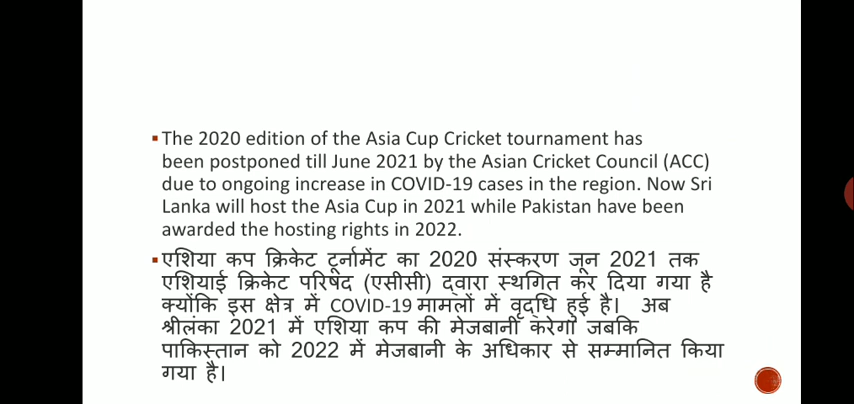 ▪The 2020 edition of the Asia Cup Cricket tournament has
been postponed till June 2021 by the Asian Cricket Council (ACC)
due to ongoing increase in COVID-19 cases in the region. Now Sri
Lanka will host the Asia Cup in 2021 while Pakistan have been
awarded the hosting rights in 2022.
▪एशिया कप क्रिकेट टूर्नामेंट का 2020 संस्करण जून 2021 तक
एशियाई क्रिकेट परिषद (एसीसी) द्वारा स्थगित कर दिया गया है
क्योंकि इस क्षेत्र में COVID-19 मामलों में वृद्धि हुई है। अब
श्रीलंका 2021 में एशिया कप की मेजबानी करेगा जबकि
पाकिस्तान को 2022 में मेजबानी के अधिकार से सम्मानित किया
गया है।